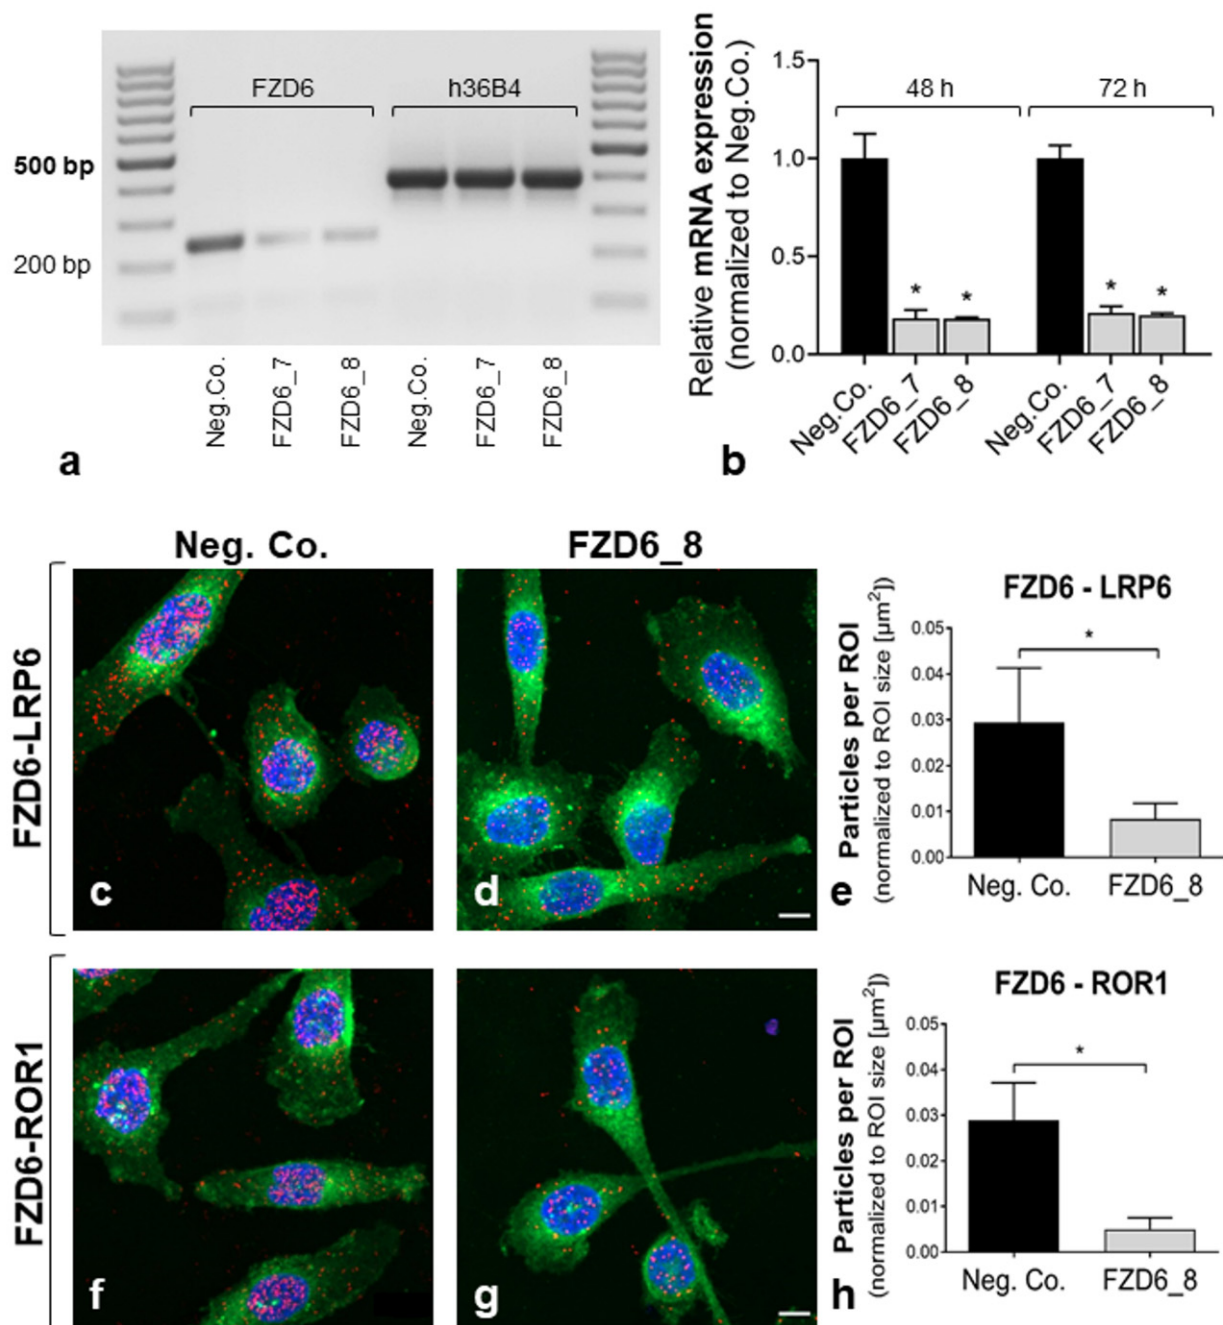 FZD6
h36B4
500 bp
200 bp
Neg.Co.
FZD6_7
FZD6_8
Neg.Co.
FZD6_7
FZD6_8
a
Relative mRNA expression
(normalized to Neg.Co.)
1.5
1.0
0.5
0.0
48 h
72 h
*
*
*
*
Neg.Co.
FZD6_7
FZD6_8
Neg.Co.
FZD6_7
FZD6_8
b
Neg. Co.
FZD6_8
FZD6-LRP6
c
d
FZD6 - LRP6
Particles per ROI
(normalized to ROI size [µm²])
0.05
0.04
0.03
0.02
0.01
0.00
*
Neg. Co.
FZD6_8
e
FZD6-ROR1
f
g
FZD6 - ROR1
Particles per ROI
(normalized to ROI size [µm²])
0.05
0.04
0.03
0.02
0.01
0.00
*
Neg. Co.
FZD6_8
h